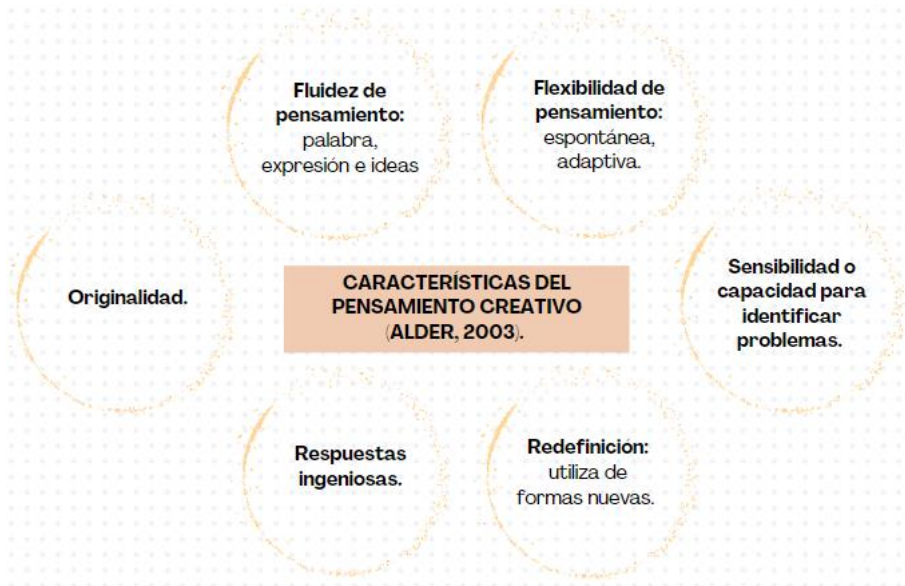 Fluidez de
pensamiento:
palabra,
expresión e ideas
Flexibilidad de
pensamiento:
espontánea,
adaptiva.
Originalidad.
CARACTERÍSTICAS DEL
PENSAMIENTO CREATIVO
(ALDER, 2003).
Sensibilidad o
capacidad para
identificar
problemas.
Respuestas
ingeniosas.
Redefinición:
utiliza de
formas nuevas.